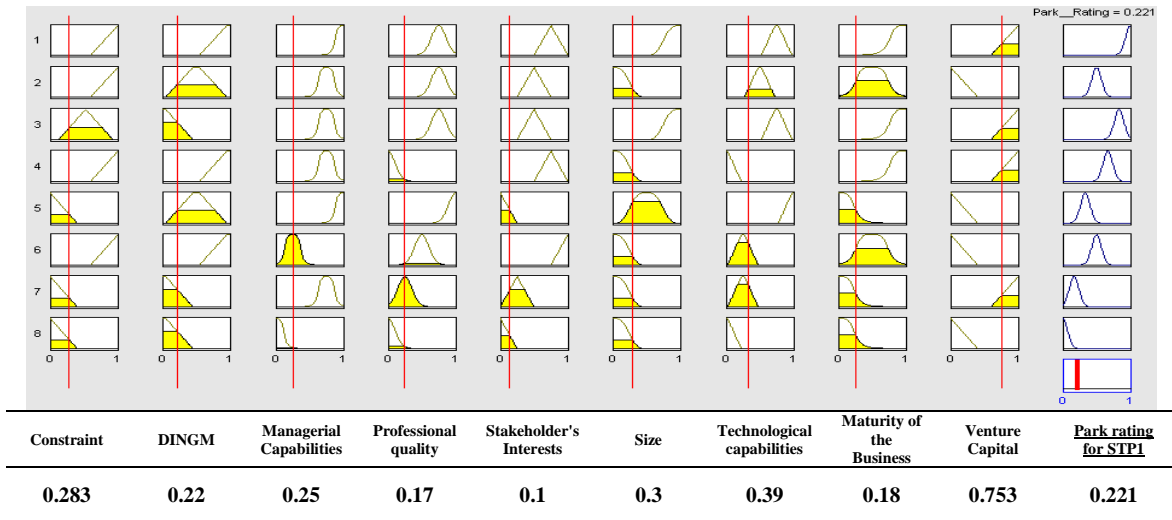 Park__Rating = 0.221
1
2
3
4
5
6
7
8
0 1 0 1 0 1 0 1 0 1 0 1 0 1 0 1 0 1
0 1
Constraint DINGM Managerial Capabilities Professional quality Stakeholder's Interests Size Technological capabilities Maturity of the Business Venture Capital Park rating for STP1
0.283 0.22 0.25 0.17 0.1 0.3 0.39 0.18 0.753 0.221